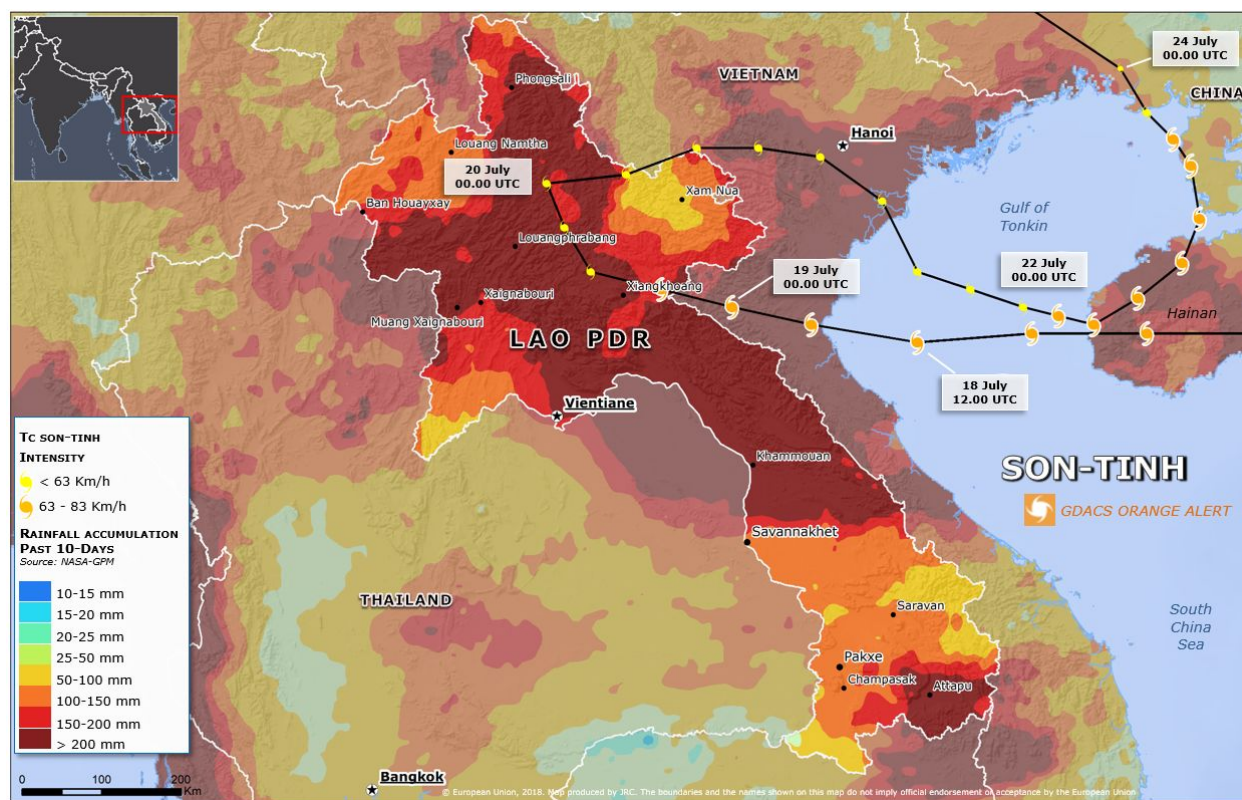 24 July
00.00 UTC
VIETNAM
CHINA
Phongsali
Hanoi
Louang Namtha
20 July
00.00 UTC
Xam Nua
Ban Houayxay
Gulf of
Tonkin
Louangphrabang
19 July
00.00 UTC
22 July
00.00 UTC
Xiangkhoang
Xaignabouri
Hainan
Muang Xaignabouri
LAO PDR
18 July
12.00 UTC
Vientiane
TC SON-TINH
INTENSITY
< 63 Km/h
63 - 83 Km/h
RAINFALL ACCUMULATION
PAST 10-DAYS
Source: NASA-GPM
10-15 mm
15-20 mm
20-25 mm
25-50 mm
50-100 mm
100-150 mm
150-200 mm
> 200 mm
Khammouan
SON-TINH
GDACS ORANGE ALERT
Savannakhet
THAILAND
Saravan
South
China
Sea
Pakxe
Champasak
Attapu
0 100 200
Km
Bangkok
© European Union, 2018. Map produced by JRC. The boundaries and the names shown on this map do not imply official endorsement or acceptance by the European Union